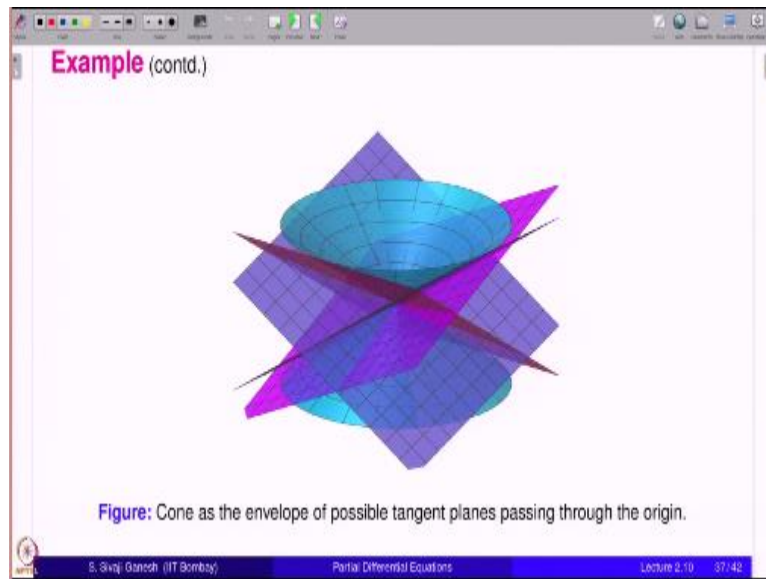 Example (contd.)
Figure: Cone as the envelope of possible tangent planes passing through the origin.
S. Sivaji Ganesh (IIT Bombay) Partial Differential Equations Lecture 2.10 37/42